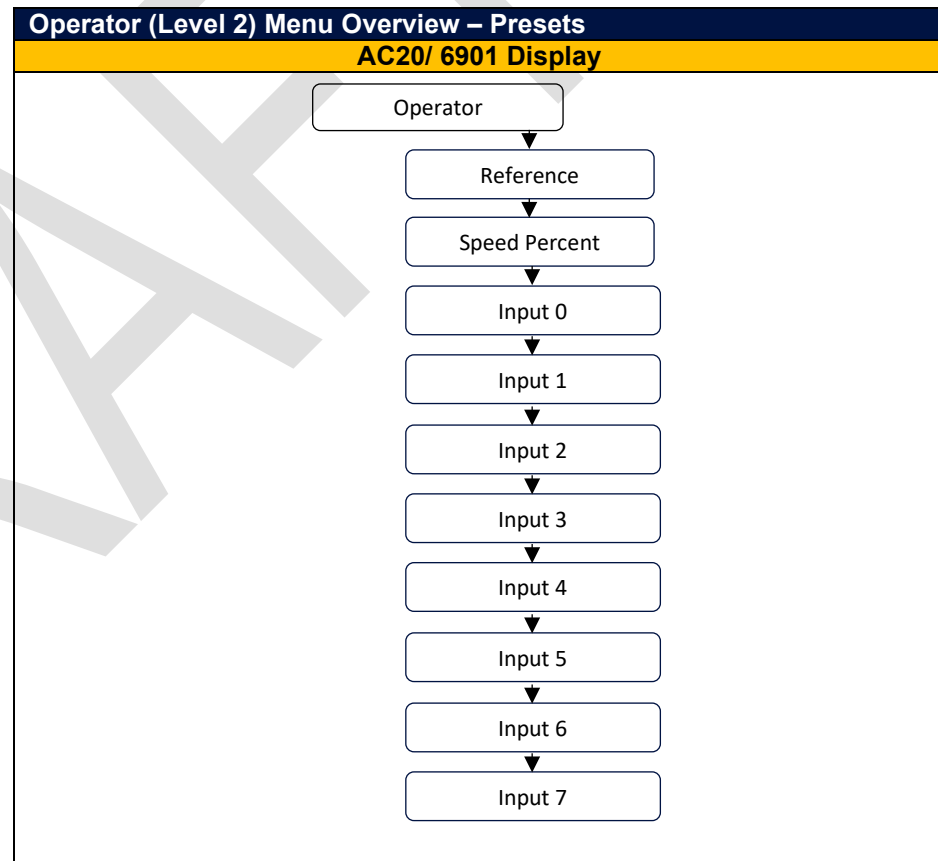 Operator (Level 2) Menu Overview – Presets
AC20/ 6901 Display
Operator
Reference
Speed Percent
Input 0
Input 1
Input 2
Input 3
Input 4
Input 5
Input 6
Input 7